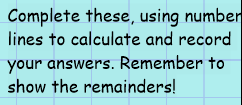 Complete these, using number
lines to calculate and record
your answers. Remember to
show the remainders!